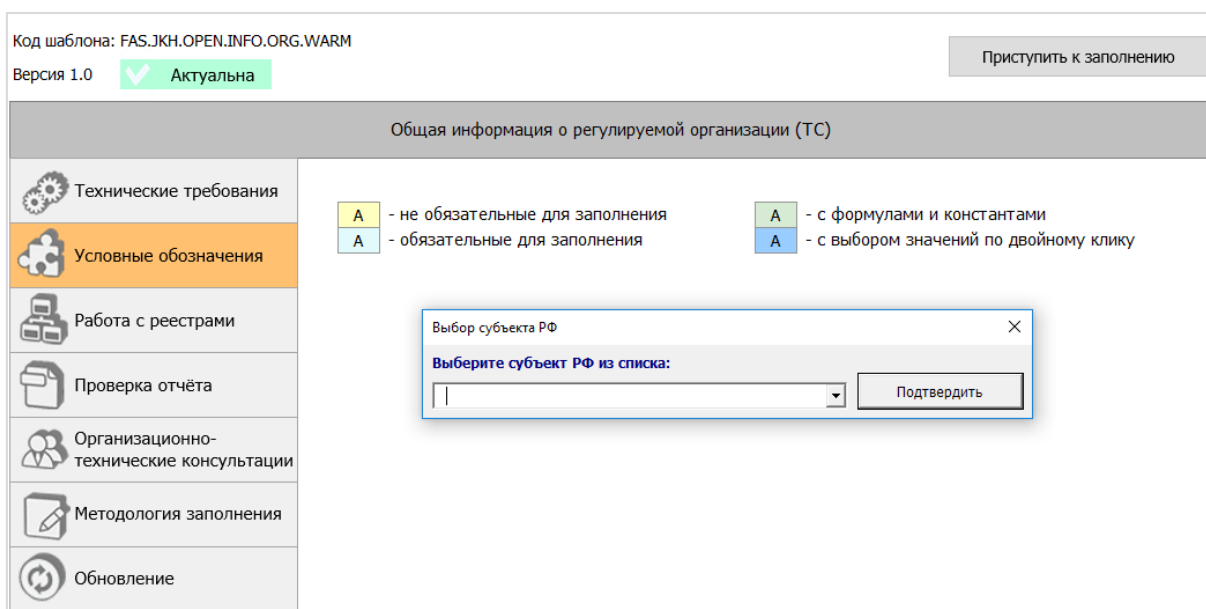 Код шаблона: FAS.JKH.OPEN.INFO.ORG.WARM
Приступить к заполнению
Версия 1.0 Актуальна
Общая информация о регулируемой организации (ТС)
Технические требования
Условные обозначения
Работа с реестрами
Проверка отчёта
Организационно-
технические консультации
Методология заполнения
Обновление
А - не обязательные для заполнения
А - обязательные для заполнения
А - с формулами и константами
А - с выбором значений по двойному клику
Выбор субъекта РФ
Выберите субъект РФ из списка:
Подтвердить